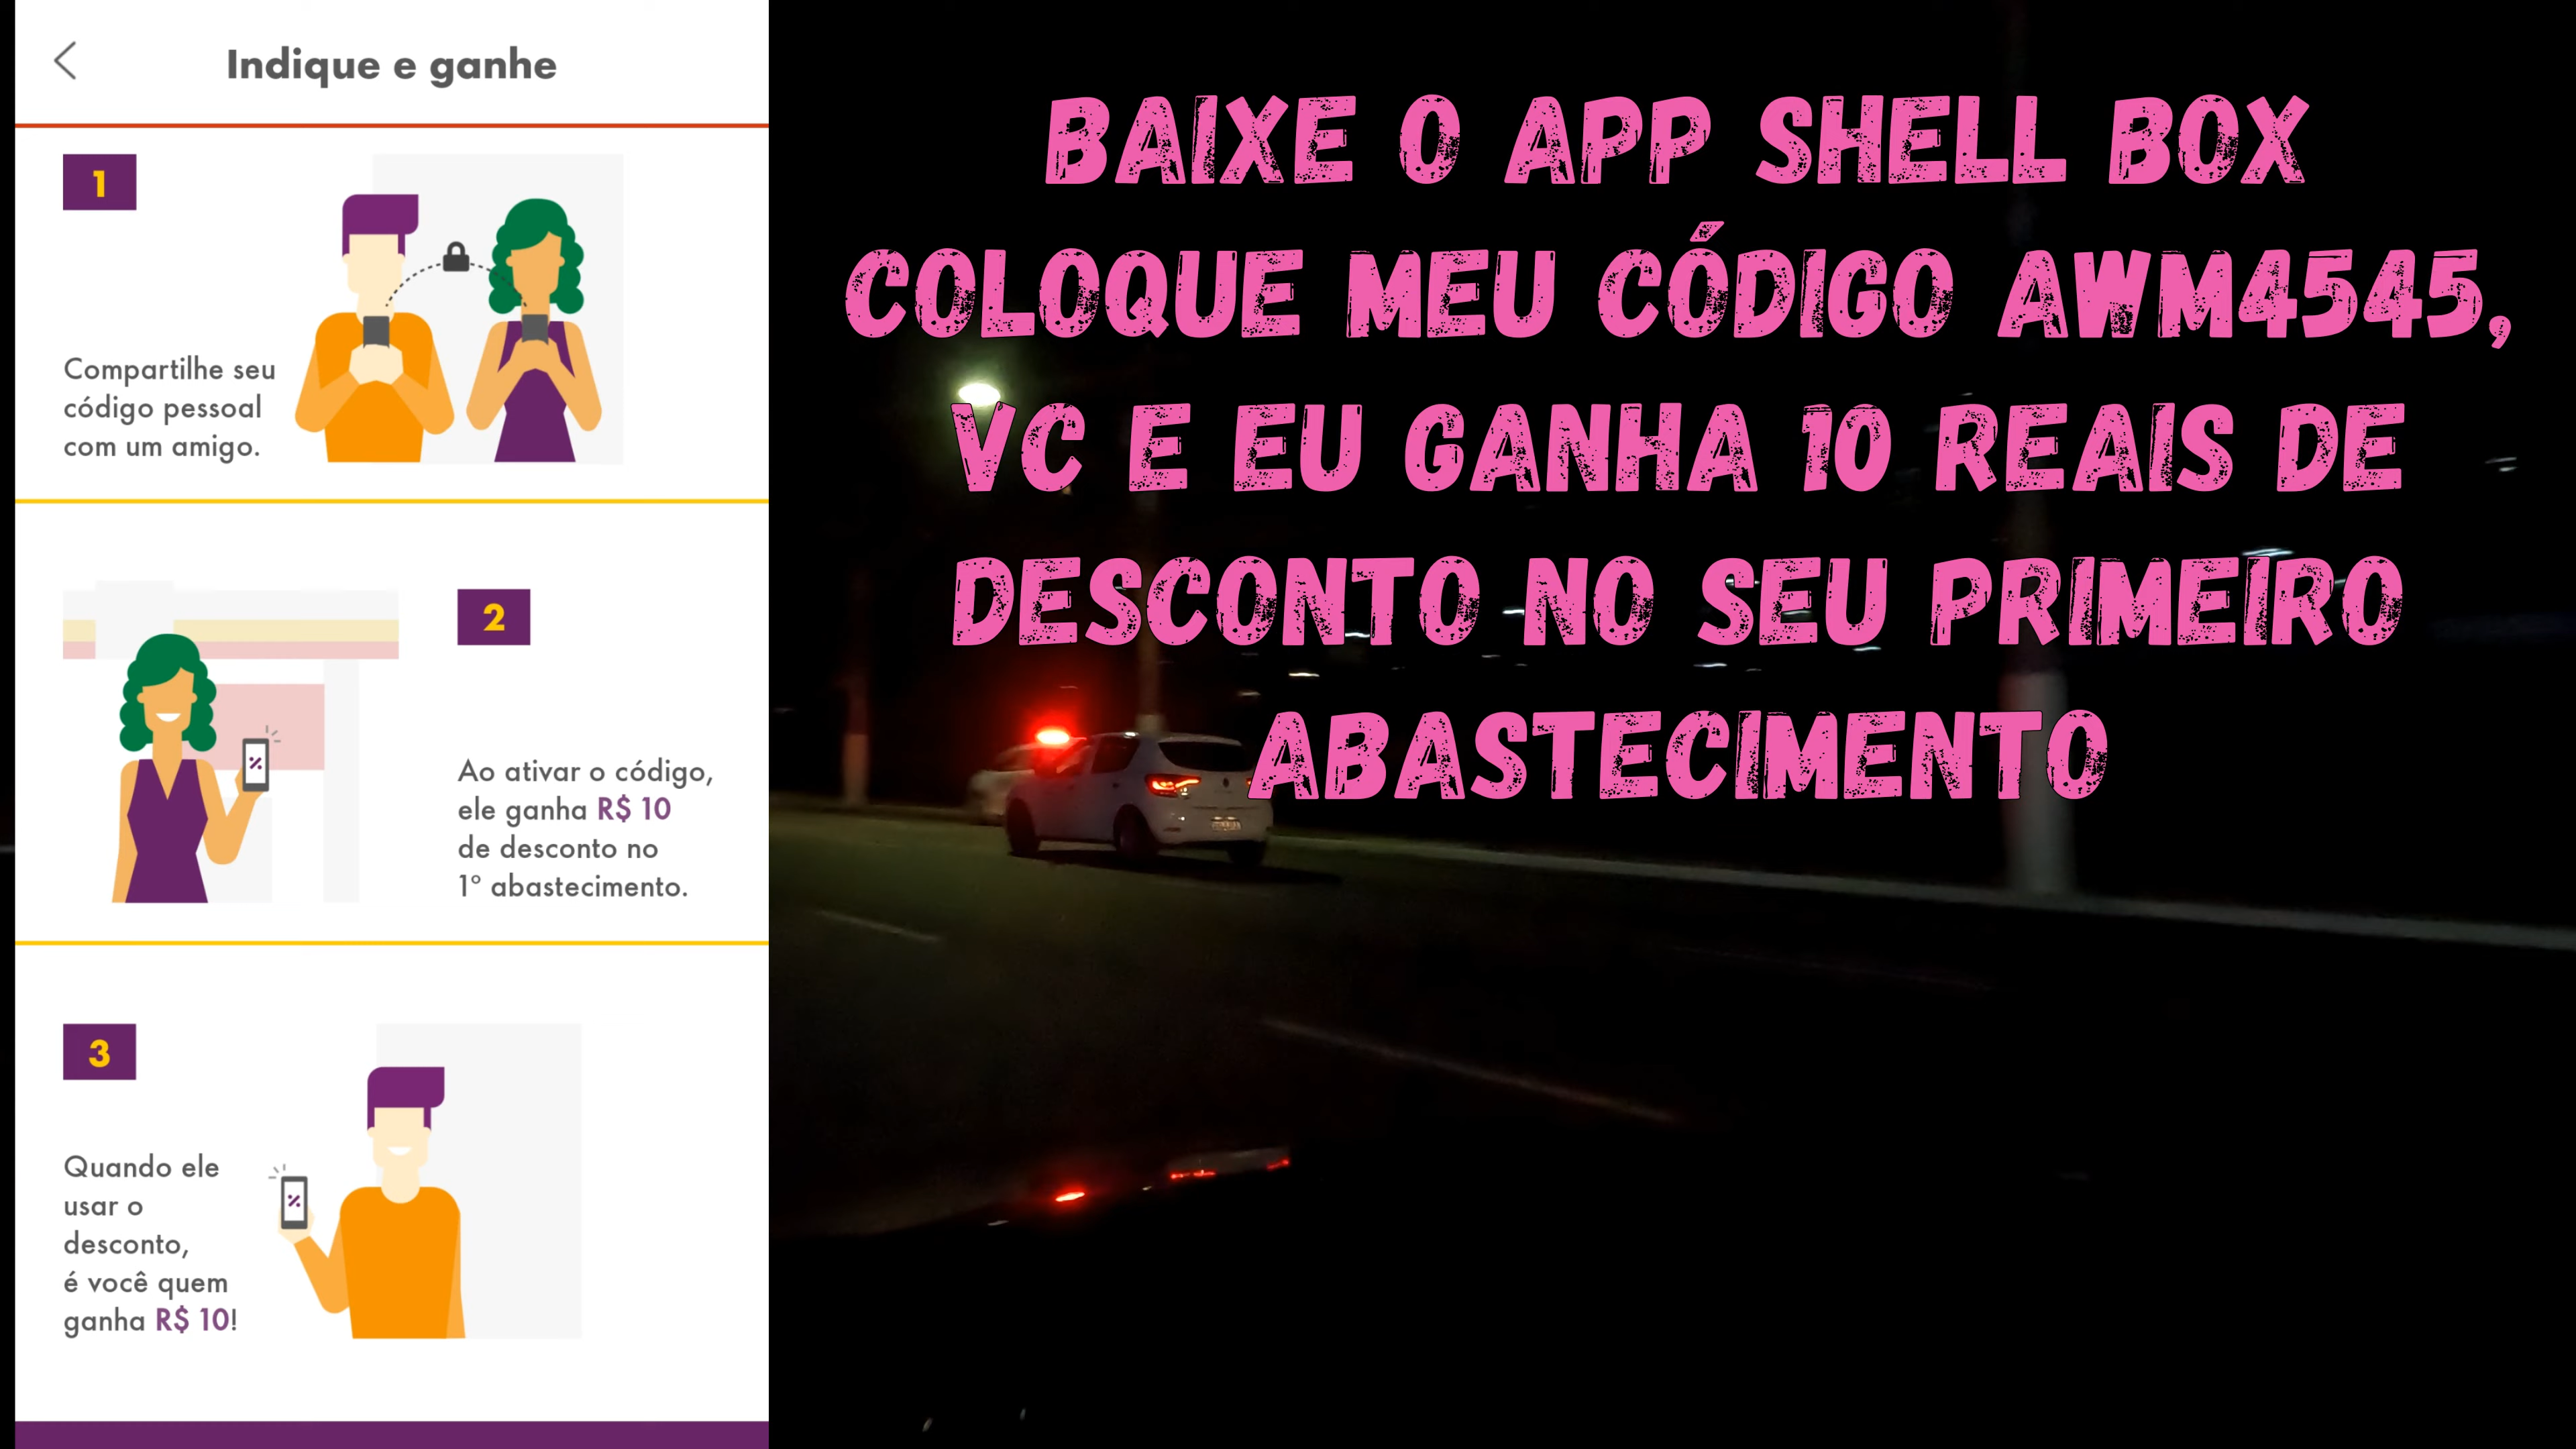 Indique e ganhe
1
Compartilhe seu
código pessoal
com um amigo.
2
Ao ativar o código,
ele ganha R$ 10
de desconto no
1º abastecimento.
3
Quando ele
usar o
desconto,
é você quem
ganha R$ 10!
BAIXE O APP SHELL BOX
COLOQUE MEU CÓDIGO AWM4545,
VC E EU GANHA 10 REAIS DE
DESCONTO NO SEU PRIMEIRO
ABASTECIMENTO